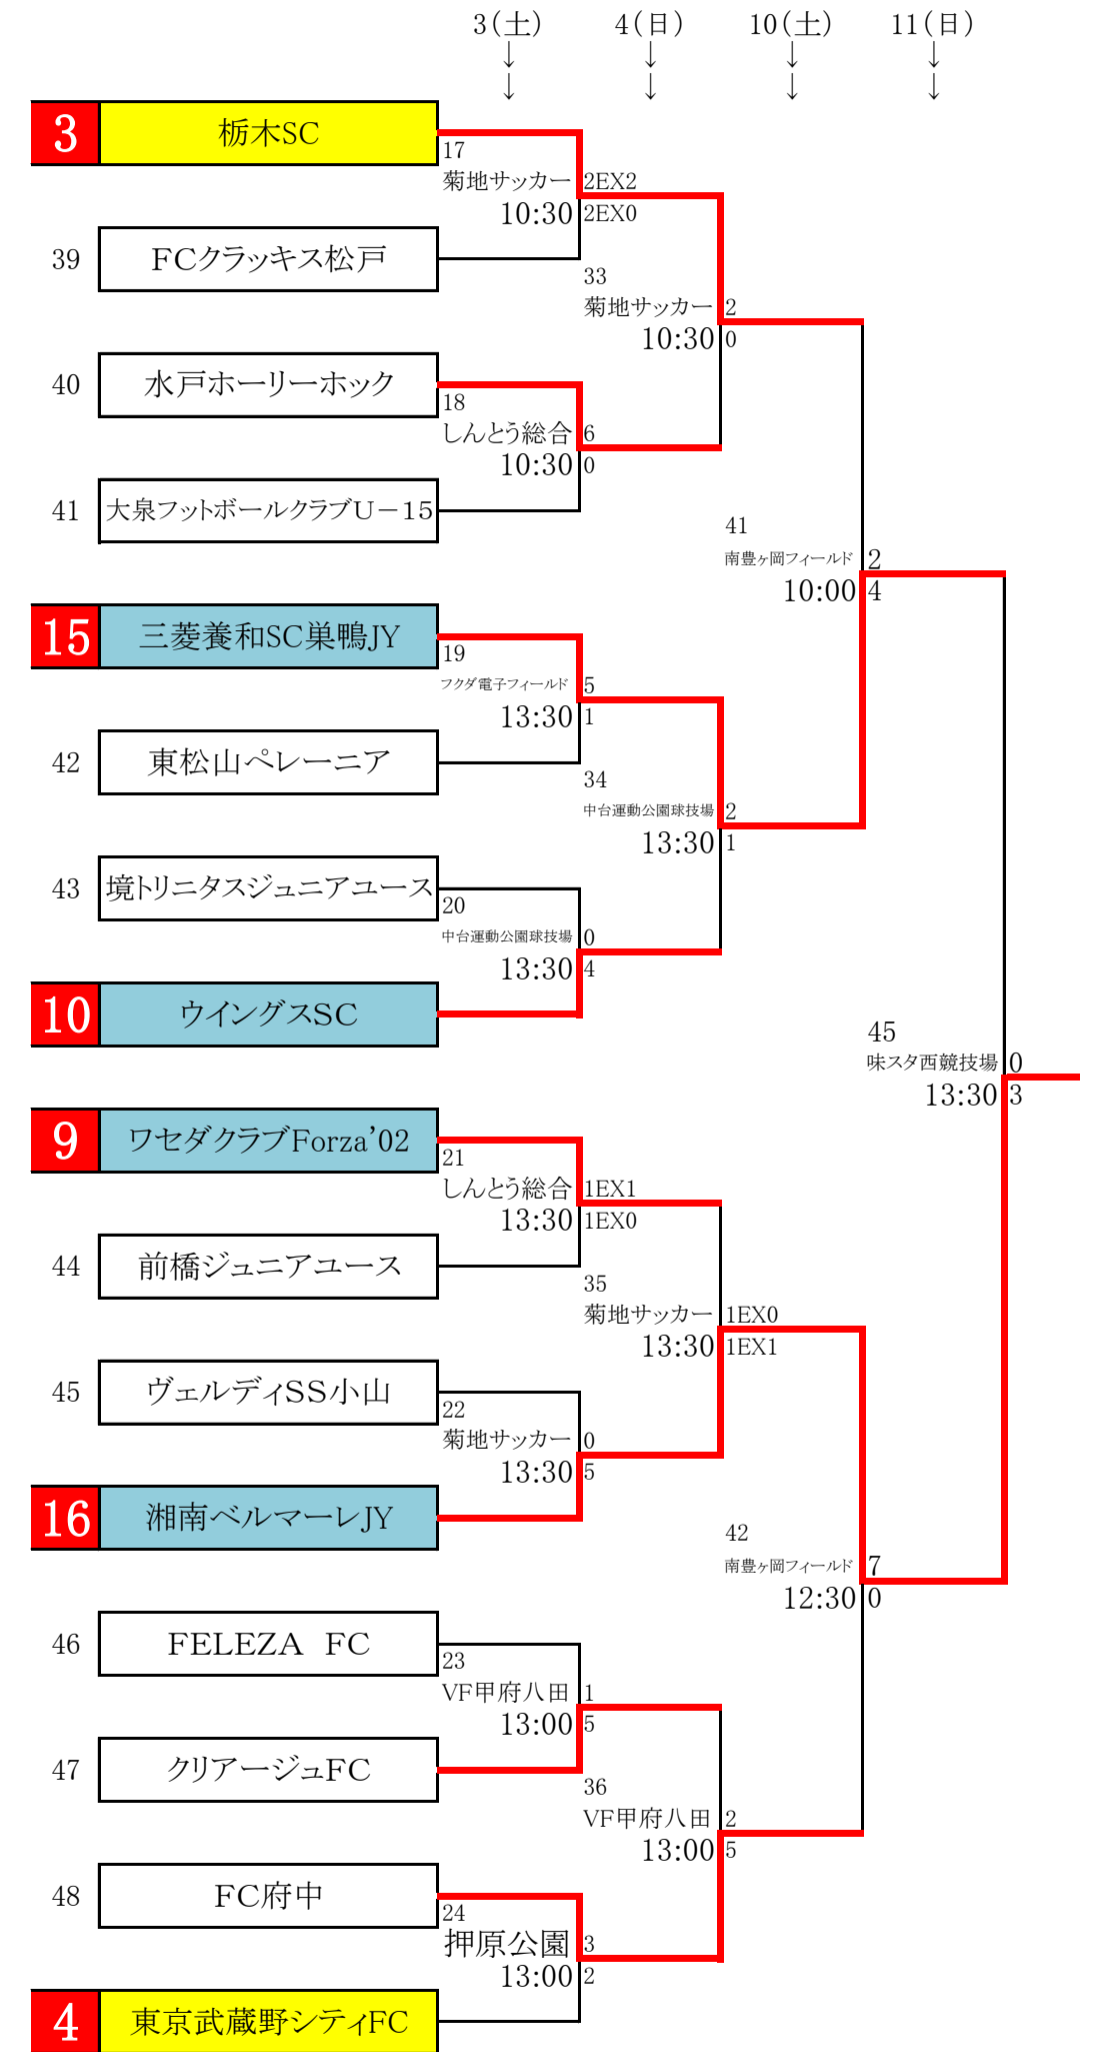 3(土) 4(日) 10(土) 11(日)
↓ ↓ ↓ ↓
↓ ↓ ↓ ↓
3 栃木SC
17
菊地サッカー 2EX2
10:30 2EX0
39 FCクラッキス松戸
33
菊地サッカー 2
10:30 0
40 水戸ホーリーホック
18
しんとう総合 6
10:30 0
41 大泉フットボールクラブU－15
41
南豊ヶ岡フィールド 2
10:00 4
15 三菱養和SC巣鴨JY
19
フクダ電子フィールド 5
13:30 1
42 東松山ペレーニア
34
中台運動公園球技場 2
13:30 1
43 境トリニタスジュニアユース
20
中台運動公園球技場 0
13:30 4
10 ウイングスSC
45
味スタ西競技場 0
13:30 3
9 ワセダクラブForza’02
21
しんとう総合 1EX1
13:30 1EX0
44 前橋ジュニアユース
35
菊地サッカー 1EX0
13:30 1EX1
45 ヴェルディSS小山
22
菊地サッカー 0
13:30 5
16 湘南ベルマーレJY
42
南豊ヶ岡フィールド 7
12:30 0
46 FELEZA FC
23
VF甲府八田 1
13:00 5
47 クリアージュFC
36
VF甲府八田 2
13:00 5
48 FC府中
24
押原公園 3
13:00 2
4 東京武蔵野シティFC